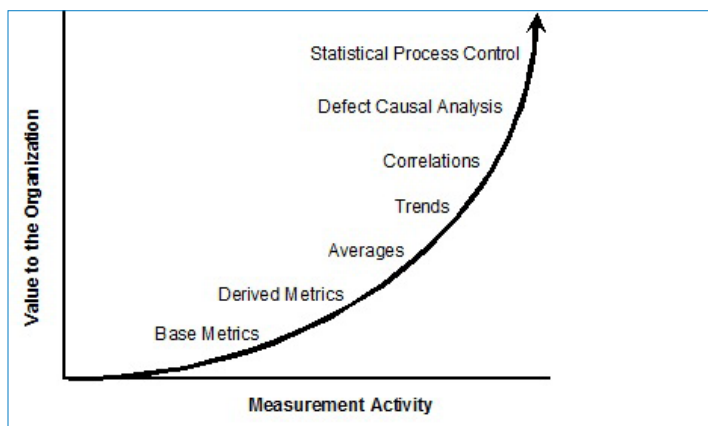 Statistical Process Control
Defect Causal Analysis
Correlations
Trends
Averages
Derived Metrics
Base Metrics
Value to the Organization
Measurement Activity